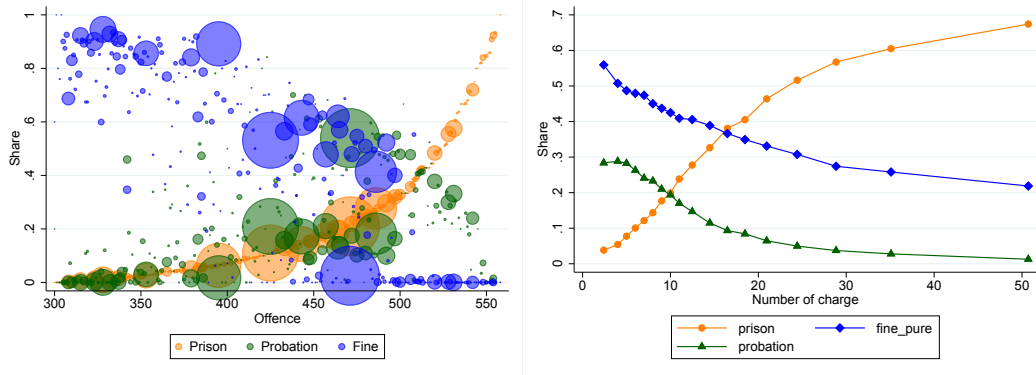 1
.8
.6
.4
.2
0
Share
300
350
400
450
500
550
Offence
Prison
Probation
Fine
.7
.6
.5
.4
.3
.2
.1
0
Share
0
10
20
30
40
50
Number of charge
prison
fine_pure
probation